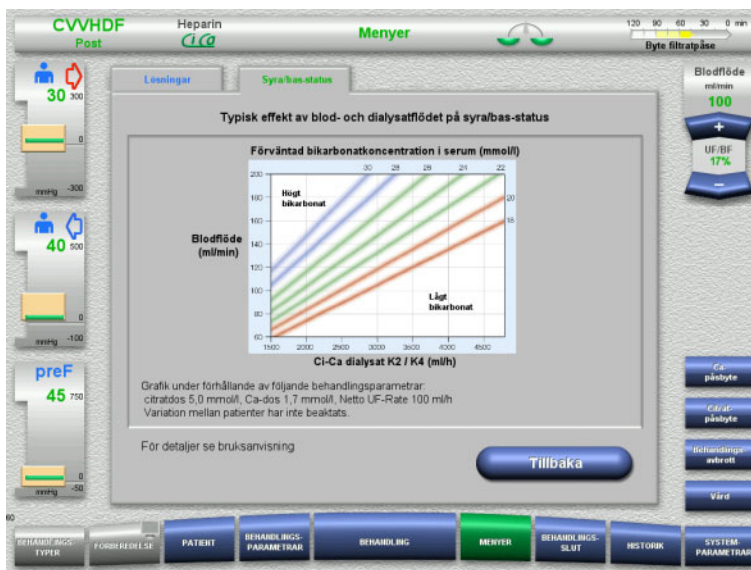 CVVHDF
Post
Heparin
Ci Ca
Menyer
120 90 60 30 0 min
Byte filtratpåse
30 300
0
mmHg -300
40 500
0
mmHg -100
preF
45 750
0
mmHg -50
Lösningar
Syra/bas-status
Typisk effekt av blod- och dialysatflödet på syra/bas-status
Förväntad bikarbonatkoncentration i serum (mmol/l)
30 28 26 24 22
200
180
160
140
120
100
80
60
20
Högt
bikarbonat
Lågt
bikarbonat
Blodflöde
(ml/min)
1500 2000 2500 3000 3500 4000 4500
Ci-Ca dialysat K2 / K4 (ml/h)
Grafik under förhållande av följande behandlingsparametrar:
citratdos 5,0 mmol/l, Ca-dos 1,7 mmol/l, Netto UF-Rate 100 ml/h
Variation mellan patienter har inte beaktats.
För detaljer se bruksanvisning
Tillbaka
Blodflöde
ml/min
100
+
UF/BF
17%
–
Ca-
påsbyte
Citrat-
påsbyte
Behandlings-
avbrott
Vård
60
BEHANDLINGS-
TYPER
FÖRBEREDELSE
PATIENT
BEHANDLINGS-
PARAMETRAR
BEHANDLING
MENYER
BEHANDLINGS-
SLUT
HISTORIK
SYSTEM-
PARAMETRAR